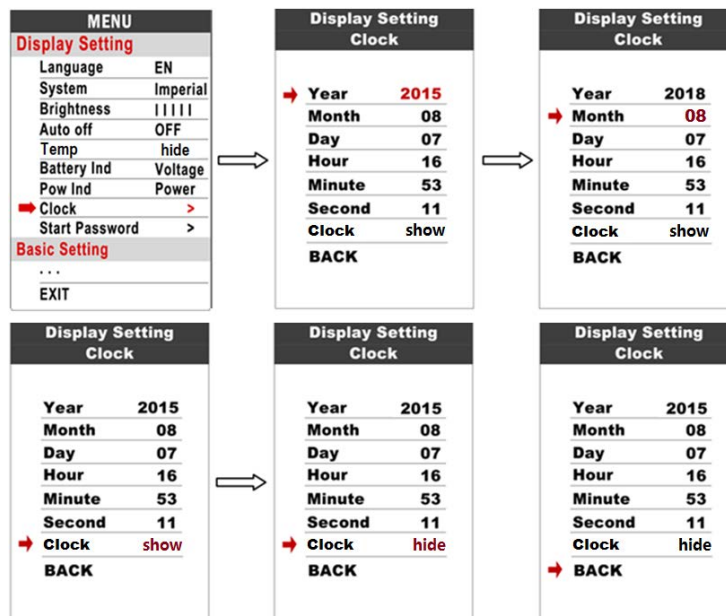 MENU
Display Setting
Language EN
System Imperial
Brightness | | | | |
Auto off OFF
Temp hide
Battery Ind Voltage
Pow Ind Power
Clock >
Start Password >
Basic Setting
. . .
EXIT
Display Setting
Clock
Year 2015
Month 08
Day 07
Hour 16
Minute 53
Second 11
Clock show
BACK
Display Setting
Clock
Year 2018
Month 08
Day 07
Hour 16
Minute 53
Second 11
Clock show
BACK
Display Setting
Clock
Year 2015
Month 08
Day 07
Hour 16
Minute 53
Second 11
Clock show
BACK
Display Setting
Clock
Year 2015
Month 08
Day 07
Hour 16
Minute 53
Second 11
Clock hide
BACK
Display Setting
Clock
Year 2015
Month 08
Day 07
Hour 16
Minute 53
Second 11
Clock hide
BACK